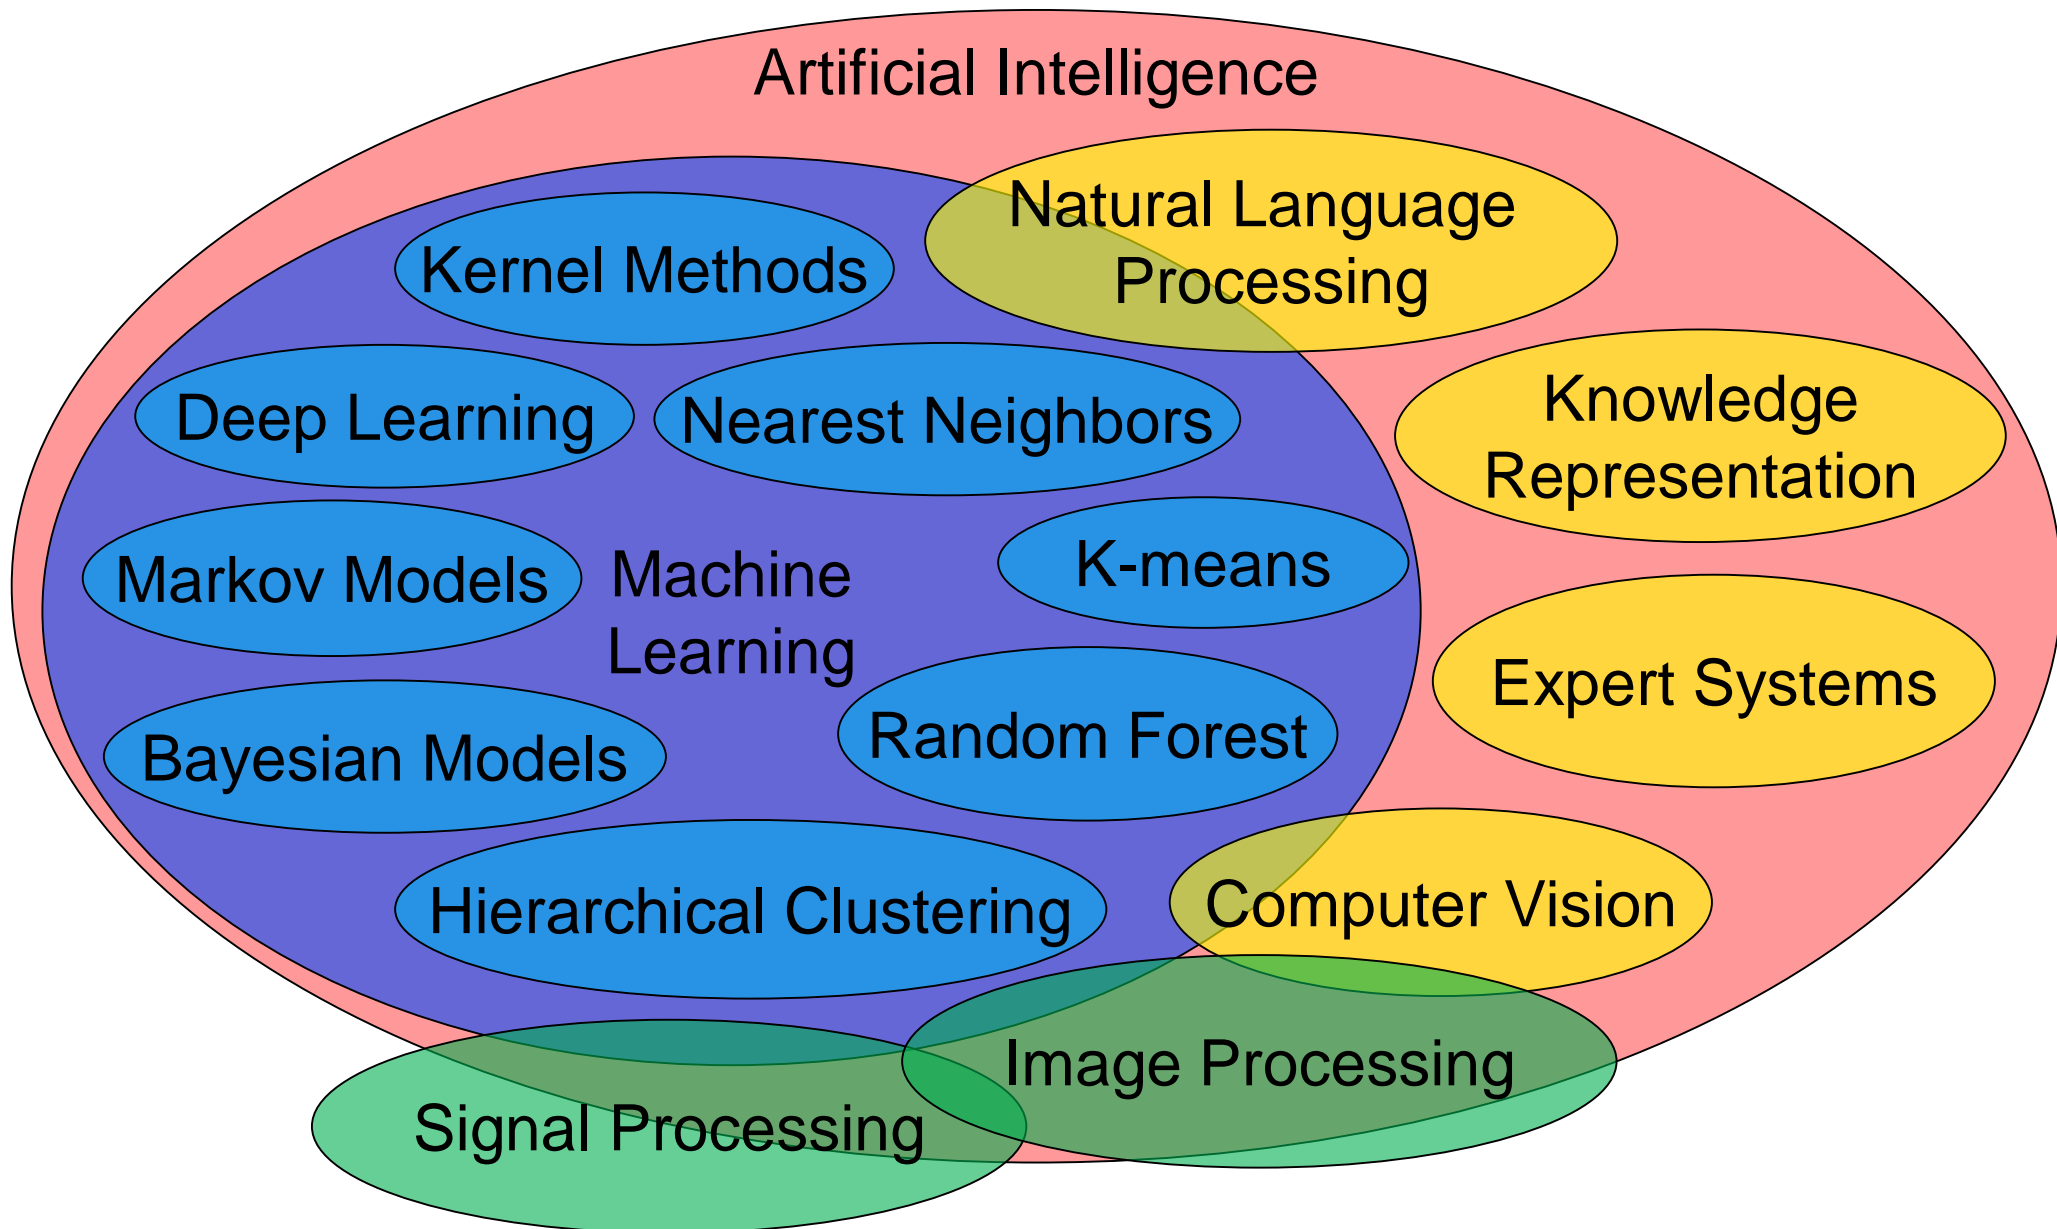 Artificial Intelligence
Natural Language
Processing
Kernel Methods
Deep Learning
Nearest Neighbors
Knowledge
Representation
Markov Models
Machine
Learning
K-means
Expert Systems
Bayesian Models
Random Forest
Hierarchical Clustering
Computer Vision
Image Processing
Signal Processing